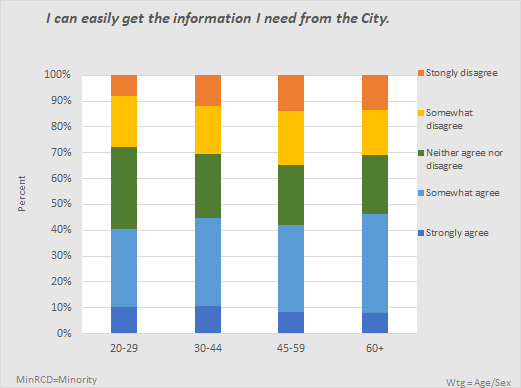 I can easily get the information I need from the City.
100%
90%
80%
70%
60%
50%
40%
30%
20%
10%
0%
Percent
20-29
30-44
45-59
60+
Stongly disagree
Somewhat
disagree
Neither agree nor
disagree
Somewhat agree
Strongly agree
MinRCD=Minority
Wtg = Age/Sex